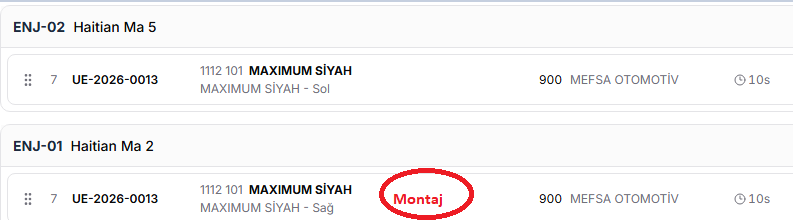 ENJ-02 Haitian Ma 5
7 UE-2026-0013 1112 101 MAXIMUM SİYAH 900 MEFSA OTOMOTİV 10s
MAXIMUM SİYAH - Sol
ENJ-01 Haitian Ma 2
7 UE-2026-0013 1112 101 MAXIMUM SİYAH Montaj 900 MEFSA OTOMOTİV 10s
MAXIMUM SİYAH - Sağ